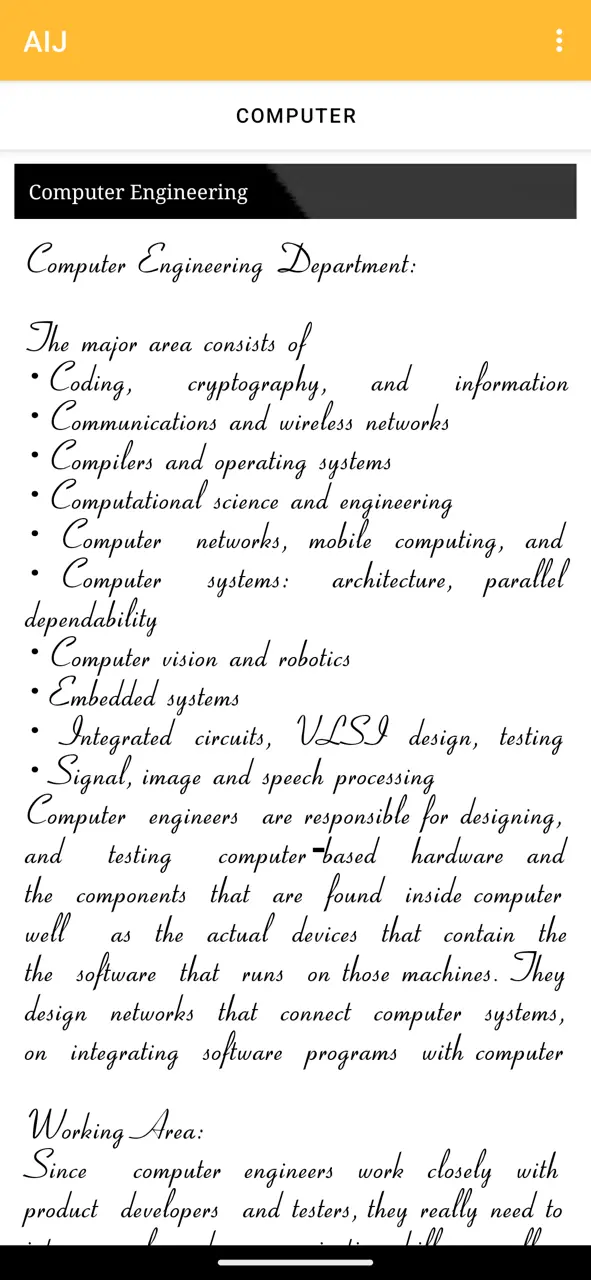 AIJ
COMPUTER
Computer Engineering
Computer Engineering Department:
The major area consists of
• Coding, cryptography, and information
• Communications and wireless networks
• Compilers and operating systems
• Computational science and engineering
• Computer networks, mobile computing, and
• Computer systems: architecture, parallel
dependability
• Computer vision and robotics
• Embedded systems
• Integrated circuits, VLSI design, testing
• Signal, image and speech processing
Computer engineers are responsible for designing,
and testing computer-based hardware and
the components that are found inside computer
well as the actual devices that contain the
the software that runs on those machines. They
design networks that connect computer systems,
on integrating software programs with computer
Working Area:
Since computer engineers work closely with
product developers and testers, they really need to